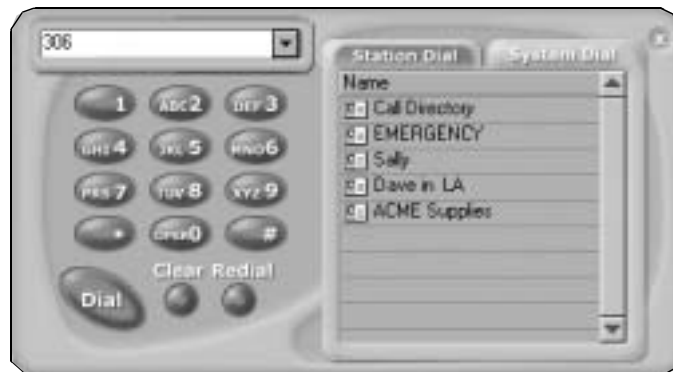 306
1 ABC 2 DEF 3
GHI 4 JKL 5 MNO 6
PRS 7 TUV 8 XYZ 9
* OPER 0 #
Clear Redial
Dial
Station Dial System Dial
Name
Call Directory
EMERGENCY
Sally
Dave in LA
ACME Supplies